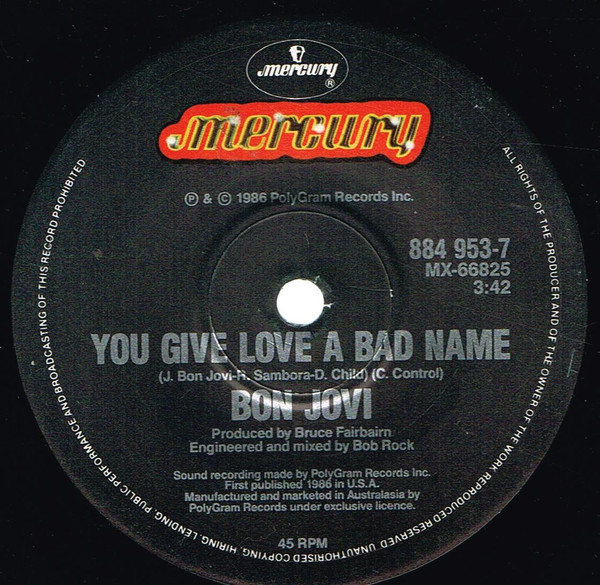 mercury
®
mercury
℗ & © 1986 PolyGram Records Inc.
884 953-7
MX-66825
3:42
YOU GIVE LOVE A BAD NAME
(J. Bon Jovi-R. Sambora-D. Child) (C. Control)
BON JOVI
Produced by Bruce Fairbairn
Engineered and mixed by Bob Rock
Sound recording made by PolyGram Records Inc.
First published 1986 in U.S.A.
Manufactured and marketed in Australasia by
PolyGram Records under exclusive licence.
45 RPM
ALL RIGHTS OF THE PRODUCER AND OF THE OWNER OF THE WORK REPRODUCED RESERVED UNAUTHORISED COPYING, HIRING, LENDING, PUBLIC PERFORMANCE AND BROADCASTING OF THIS RECORD PROHIBITED